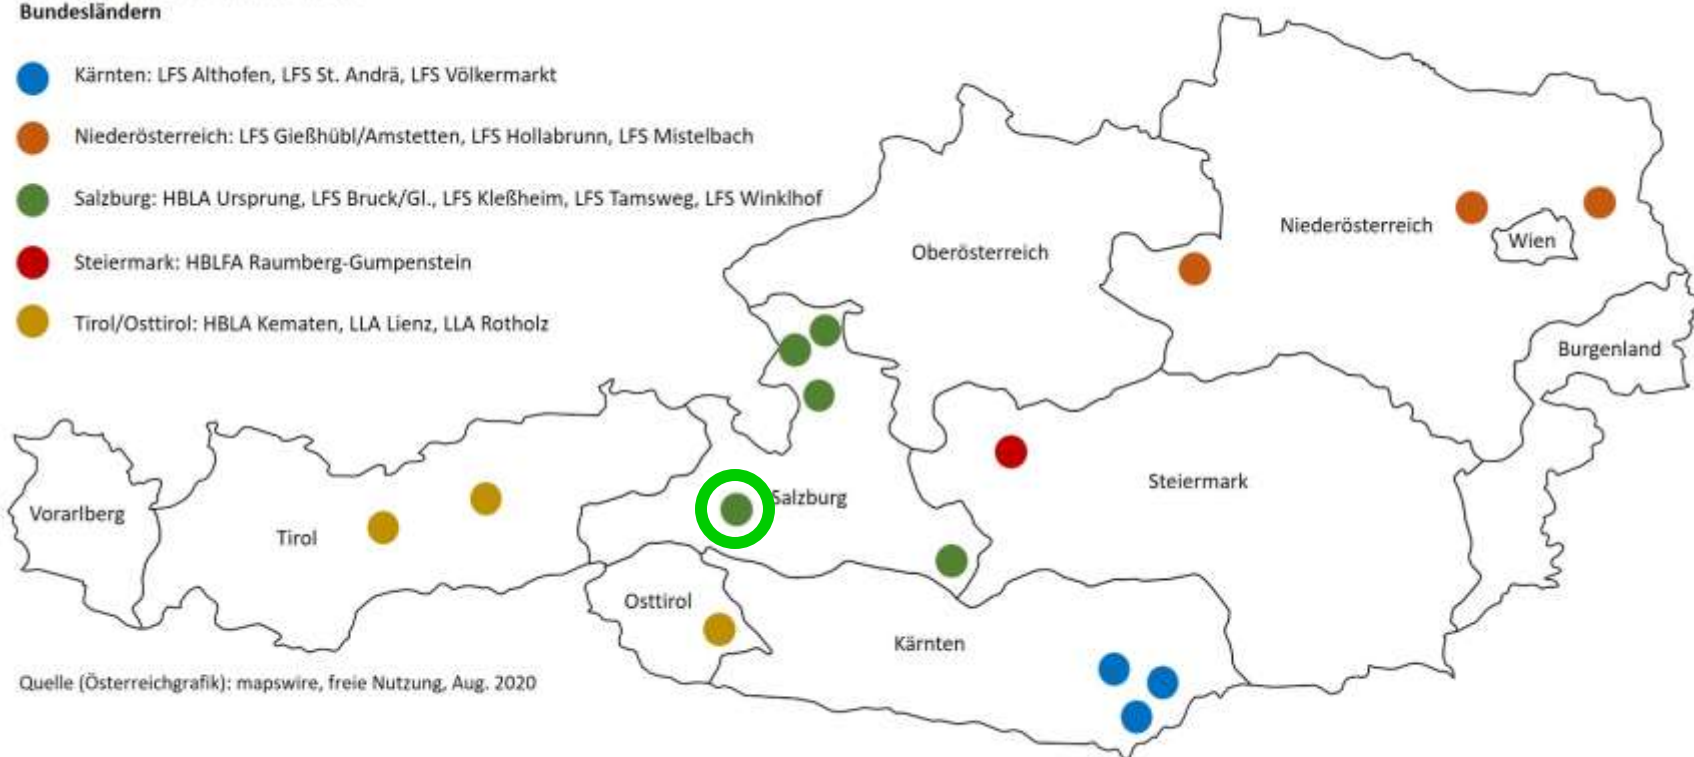 Bundesländern
Kärnten: LFS Althofen, LFS St. Andrä, LFS Völkermarkt
Niederösterreich: LFS Gießhübl/Amstetten, LFS Hollabrunn, LFS Mistelbach
Salzburg: HBLA Ursprung, LFS Bruck/Gl., LFS Kleßheim, LFS Tamsweg, LFS Winklhof
Steiermark: HBLFA Raumberg-Gumpenstein
Tirol/Osttirol: HBLA Kematen, LLA Lienz, LLA Rotholz
Niederösterreich
Wien
Oberösterreich
Burgenland
Steiermark
Salzburg
Vorarlberg
Tirol
Osttirol
Kärnten
Quelle (Österreichgrafik): mapswire, freie Nutzung, Aug. 2020